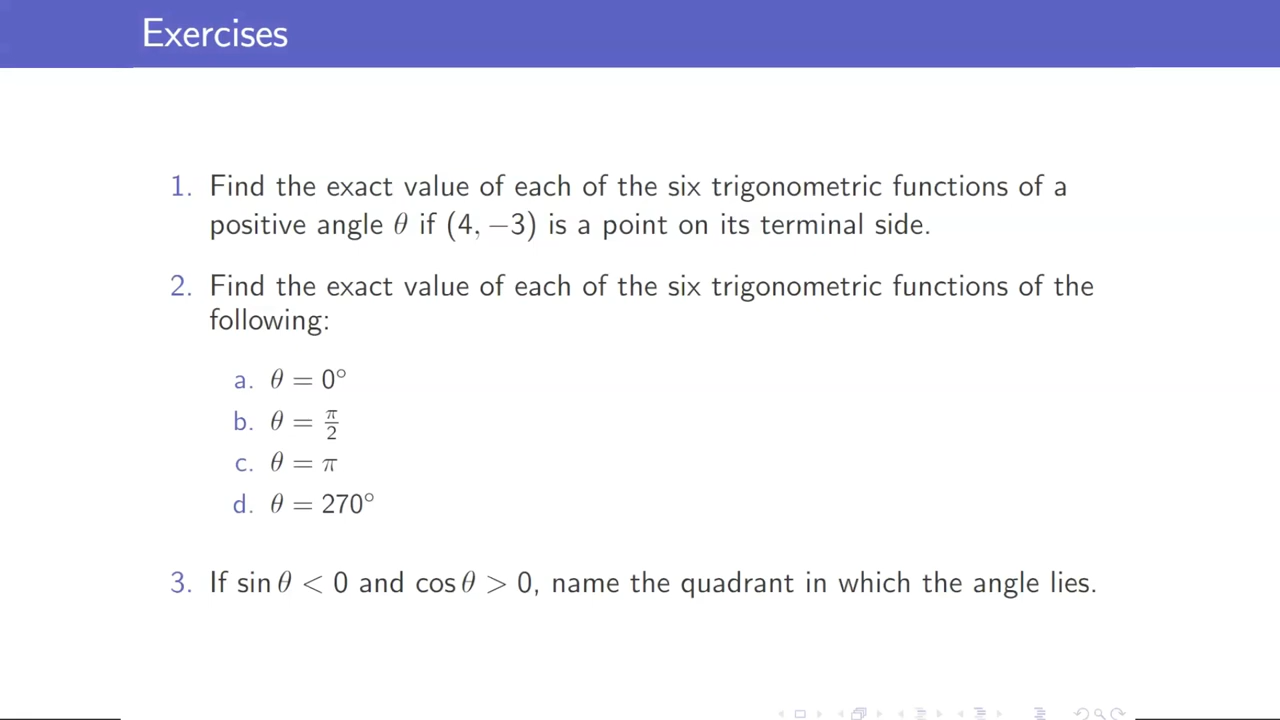 Exercises
1. Find the exact value of each of the six trigonometric functions of a
positive angle θ if (4, −3) is a point on its terminal side.
2. Find the exact value of each of the six trigonometric functions of the
following:
a. θ = 0°
b. θ = π/2
c. θ = π
d. θ = 270°
3. If sin θ < 0 and cos θ > 0, name the quadrant in which the angle lies.